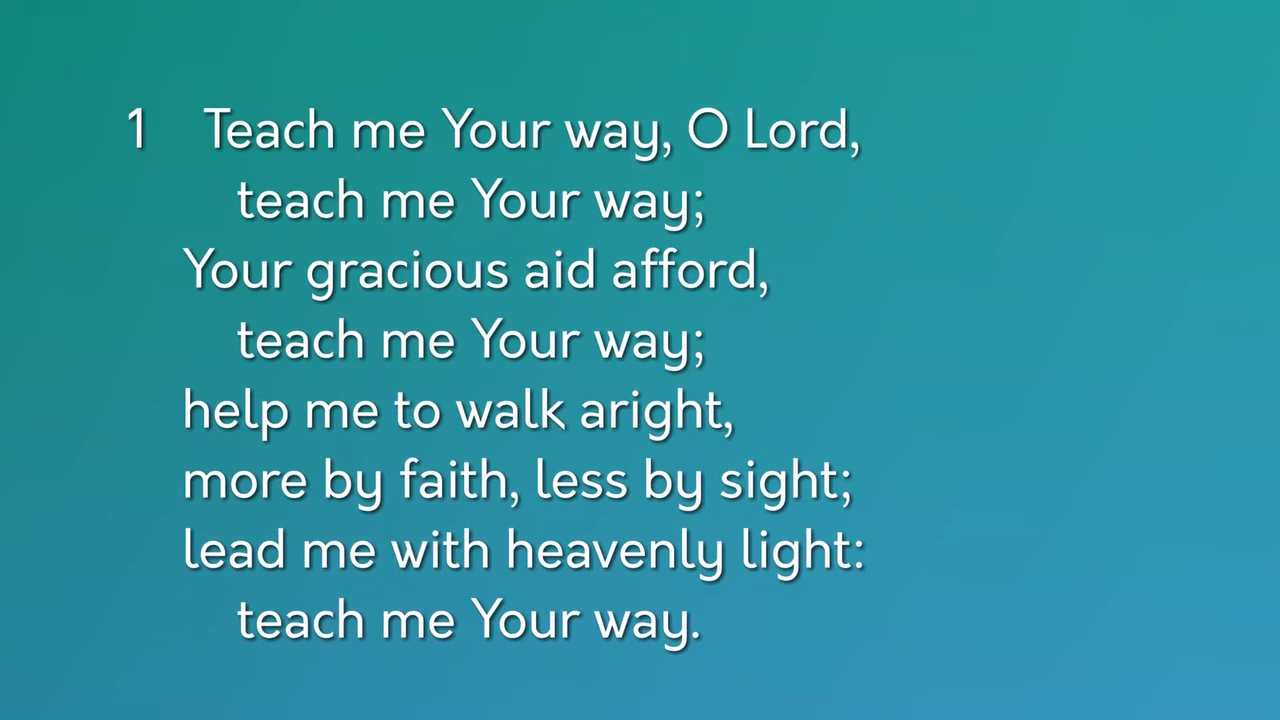 1 Teach me Your way, O Lord,
teach me Your way;
Your gracious aid afford,
teach me Your way;
help me to walk aright,
more by faith, less by sight;
lead me with heavenly light:
teach me Your way.